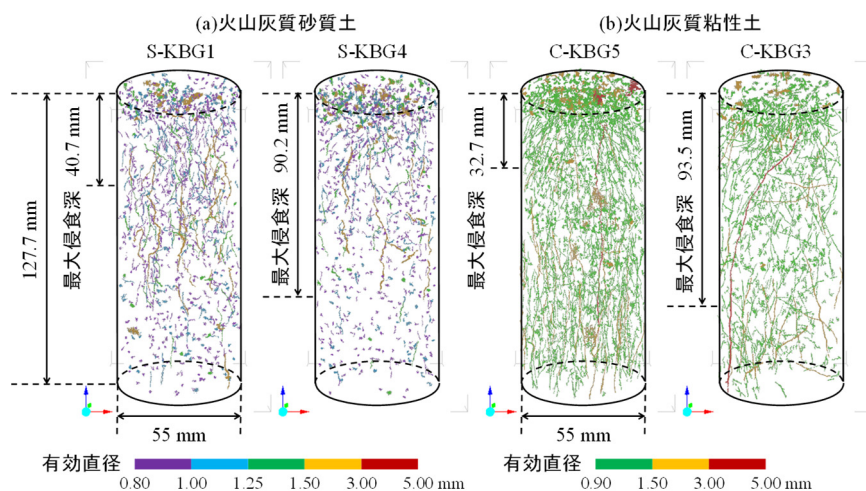 (a)火山灰質砂質土
(b)火山灰質粘性土
S-KBG1
S-KBG4
C-KBG5
C-KBG3
127.7 mm
最大侵食深 40.7 mm
最大侵食深 90.2 mm
最大侵食深 32.7 mm
最大侵食深 93.5 mm
55 mm
55 mm
有効直径
0.80 1.00 1.25 1.50 3.00 5.00 mm
有効直径
0.90 1.50 3.00 5.00 mm